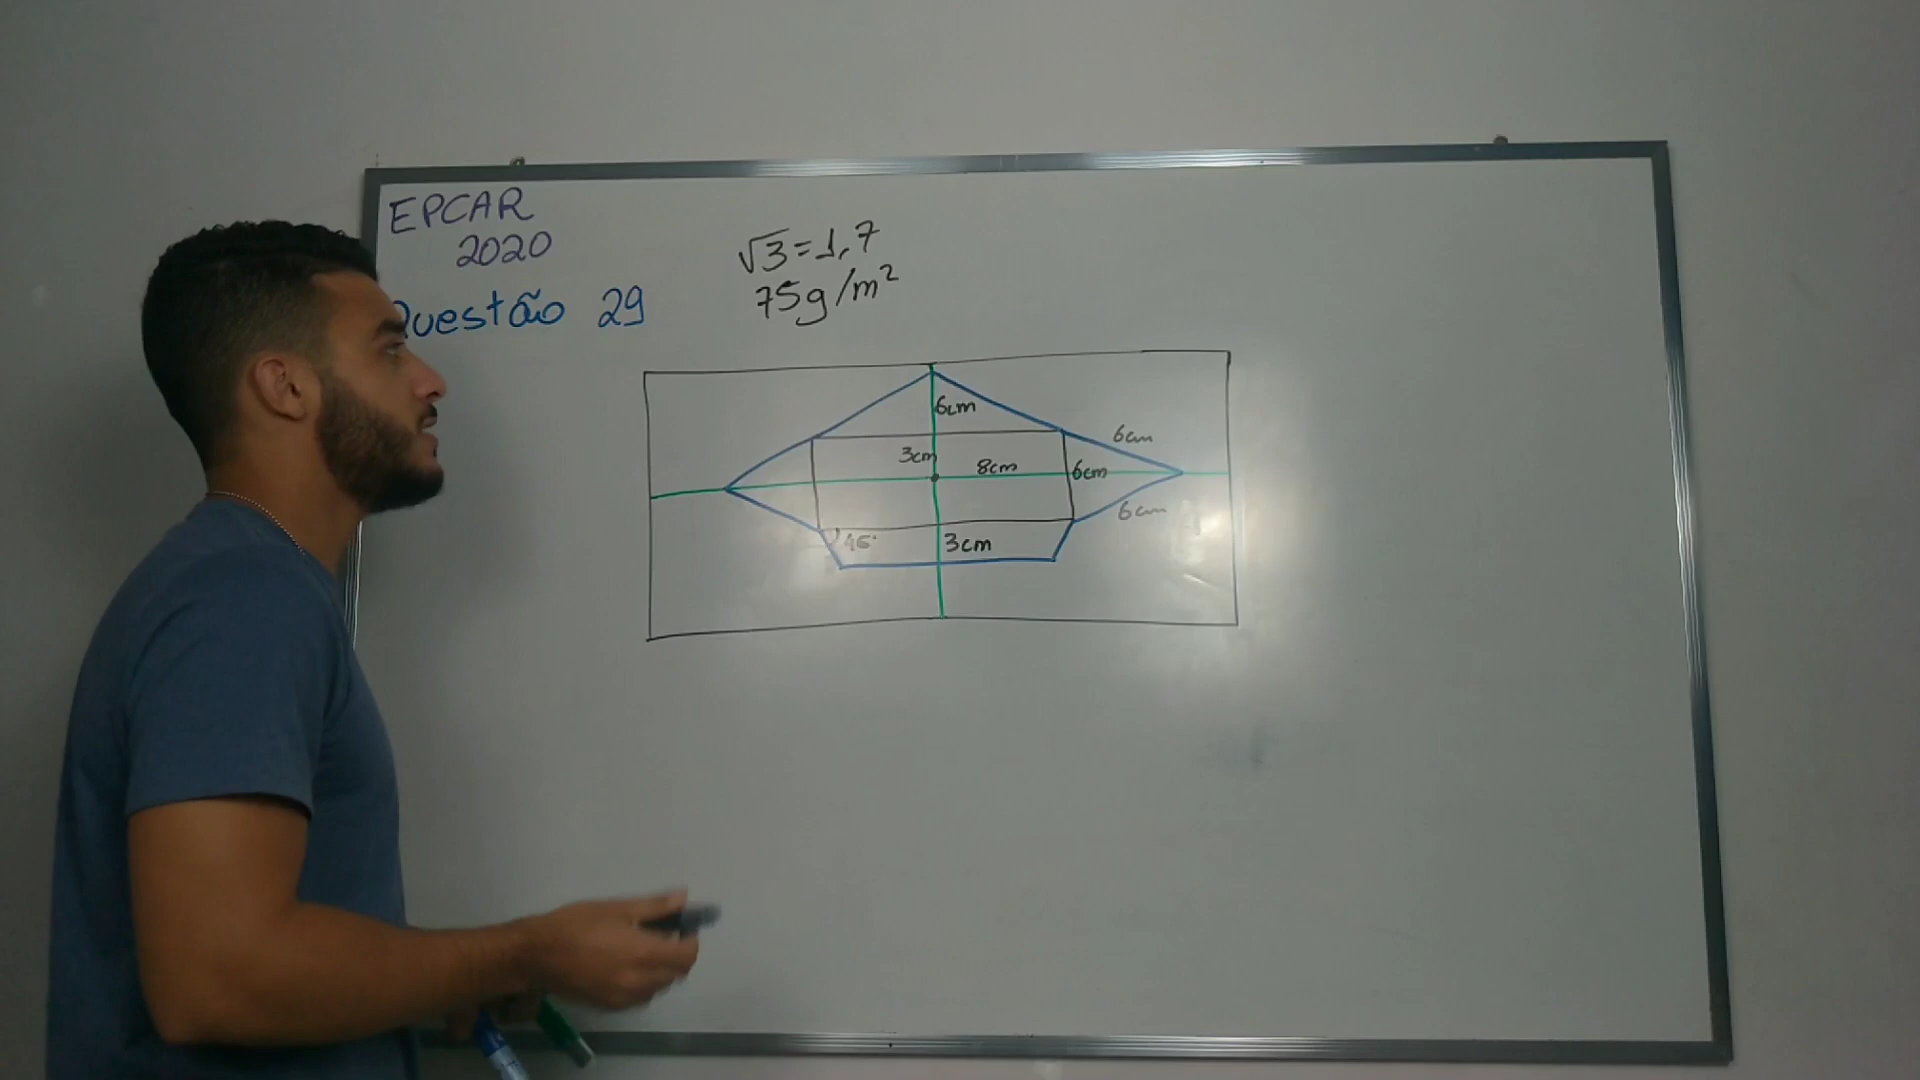 EPCAR
2020
Questão 29
√3=1,7
75g/m²
6cm
6cm
3cm
8cm
6cm
6cm
45°
3cm